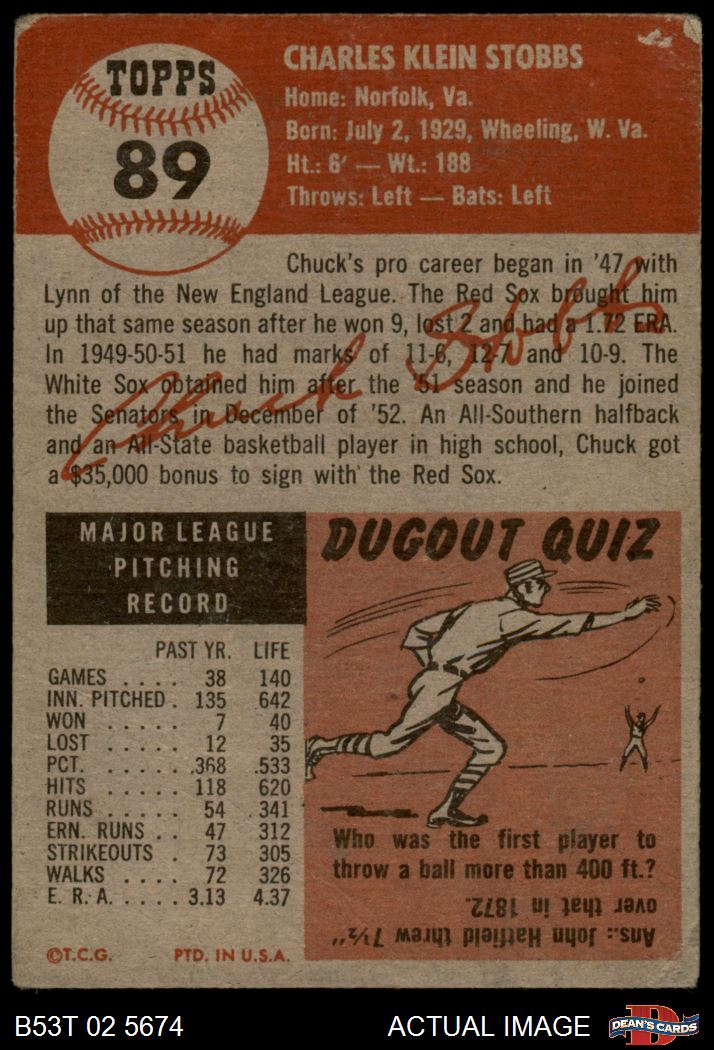 TOPPS
89
CHARLES KLEIN STOBBS
Home: Norfolk, Va.
Born: July 2, 1929, Wheeling, W. Va.
Ht.: 6' — Wt.: 188
Throws: Left — Bats: Left
Chuck's pro career began in '47 with
Lynn of the New England League. The Red Sox brought him
up that same season after he won 9, lost 2 and had a 1.72 ERA.
In 1949-50-51 he had marks of 11-6, 12-7 and 10-9. The
White Sox obtained him after the '51 season and he joined
the Senators in December of '52. An All-Southern halfback
and an All-State basketball player in high school, Chuck got
a $35,000 bonus to sign with the Red Sox.
Chuck Stobbs
MAJOR LEAGUE
PITCHING
RECORD
PAST YR. LIFE
GAMES . . . . 38 140
INN. PITCHED . 135 642
WON . . . . . 7 40
LOST . . . . . 12 35
PCT. . . . . . .368 .533
HITS . . . . . 118 620
RUNS . . . . . 54 341
ERN. RUNS . . 47 312
STRIKEOUTS . 73 305
WALKS . . . . 72 326
E. R. A. . . . . 3.13 4.37
©T.C.G. PTD. IN U.S.A.
DUGOUT QUIZ
Who was the first player to
throw a ball more than 400 ft.?
Ans.: John Hatfield threw 7½"
over that in 1872.
B53T 02 5674
ACTUAL IMAGE
D
DEAN'S CARDS